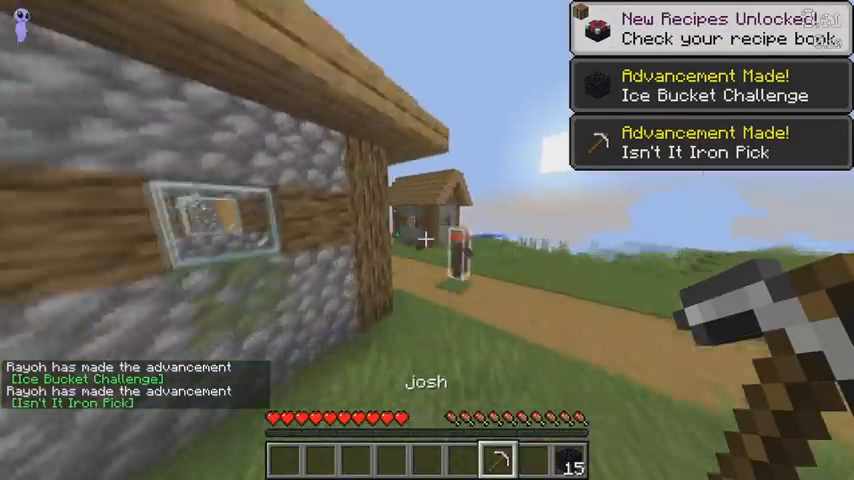 New Recipes Unlocked!
Check your recipe book
Advancement Made!
Ice Bucket Challenge
Advancement Made!
Isn't It Iron Pick
Rayoh has made the advancement
[Ice Bucket Challenge]
Rayoh has made the advancement
[Isn't It Iron Pick]
josh
15